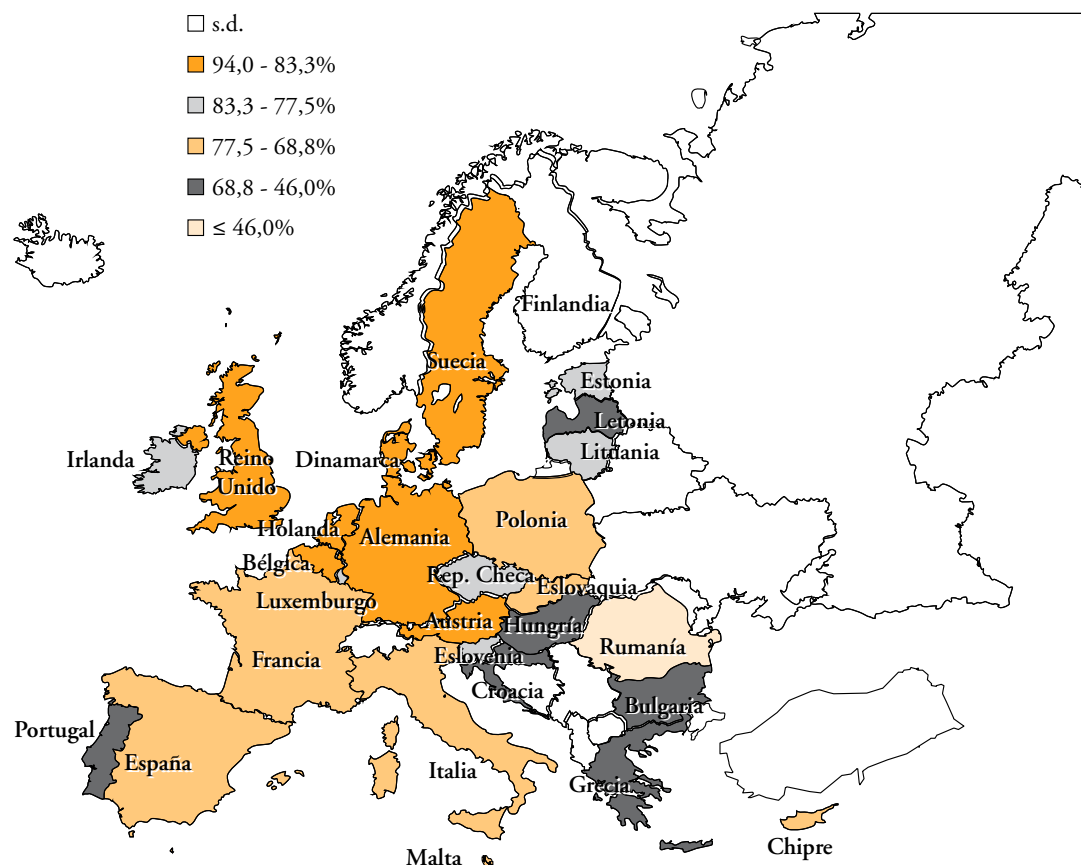 s.d.
94,0 - 83,3%
83,3 - 77,5%
77,5 - 68,8%
68,8 - 46,0%
≤ 46,0%
Finlandia
Suecia
Estonia
Letonia
Lituania
Irlanda
Reino
Unido
Dinamarca
Holanda
Alemania
Polonia
Bélgica
Rep. Checa
Eslovaquia
Luxemburgo
Austria
Hungría
Francia
Eslovenia
Rumanía
Croacia
Bulgaria
Portugal
España
Italia
Grecia
Chipre
Malta